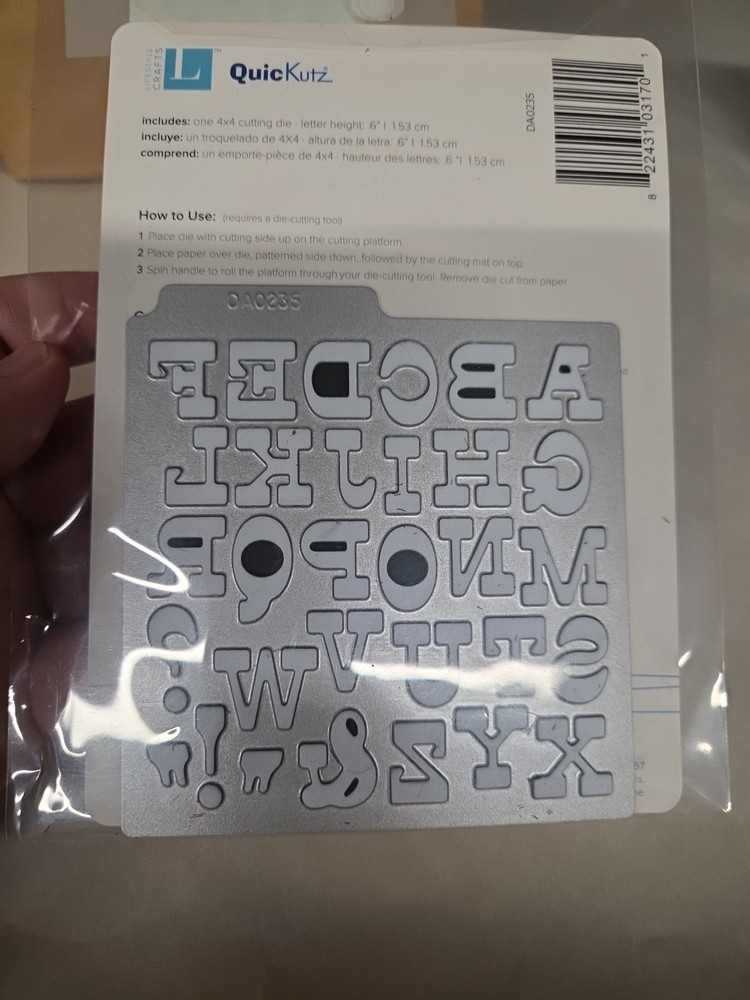 LIFESTYLE
CRAFTS
L
QuicKutz
includes: one 4x4 cutting die · letter height: .6" | 1.53 cm
incluye: un troquelado de 4X4 · altura de la letra: .6" | 1.53 cm
comprend: un emporte-pièce de 4x4 · hauteur des lettres: .6 "| 1.53 cm
DA0235
8 22431 03170 1
How to Use: (requires a die-cutting tool)
1 Place die with cutting side up on the cutting platform.
2 Place paper over die, patterned side down, followed by the cutting mat on top.
3 Spin handle to roll the platform through your die-cutting tool. Remove die cut from paper.
DA0235
F E D C B A
L K J I H G
R Q P O N M
? W V U T S
" ! " & Z Y X
57